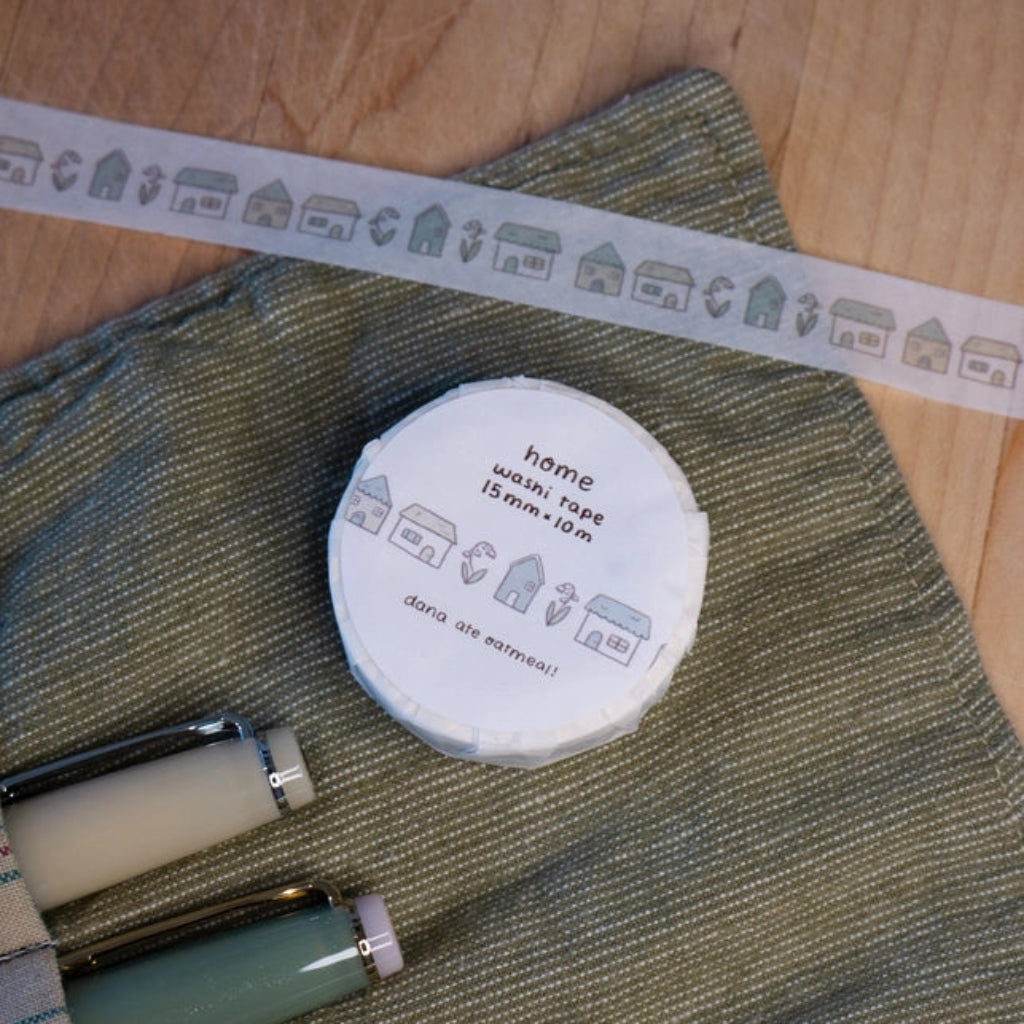 home
washi tape
15mm × 10m
dana ate oatmeal!